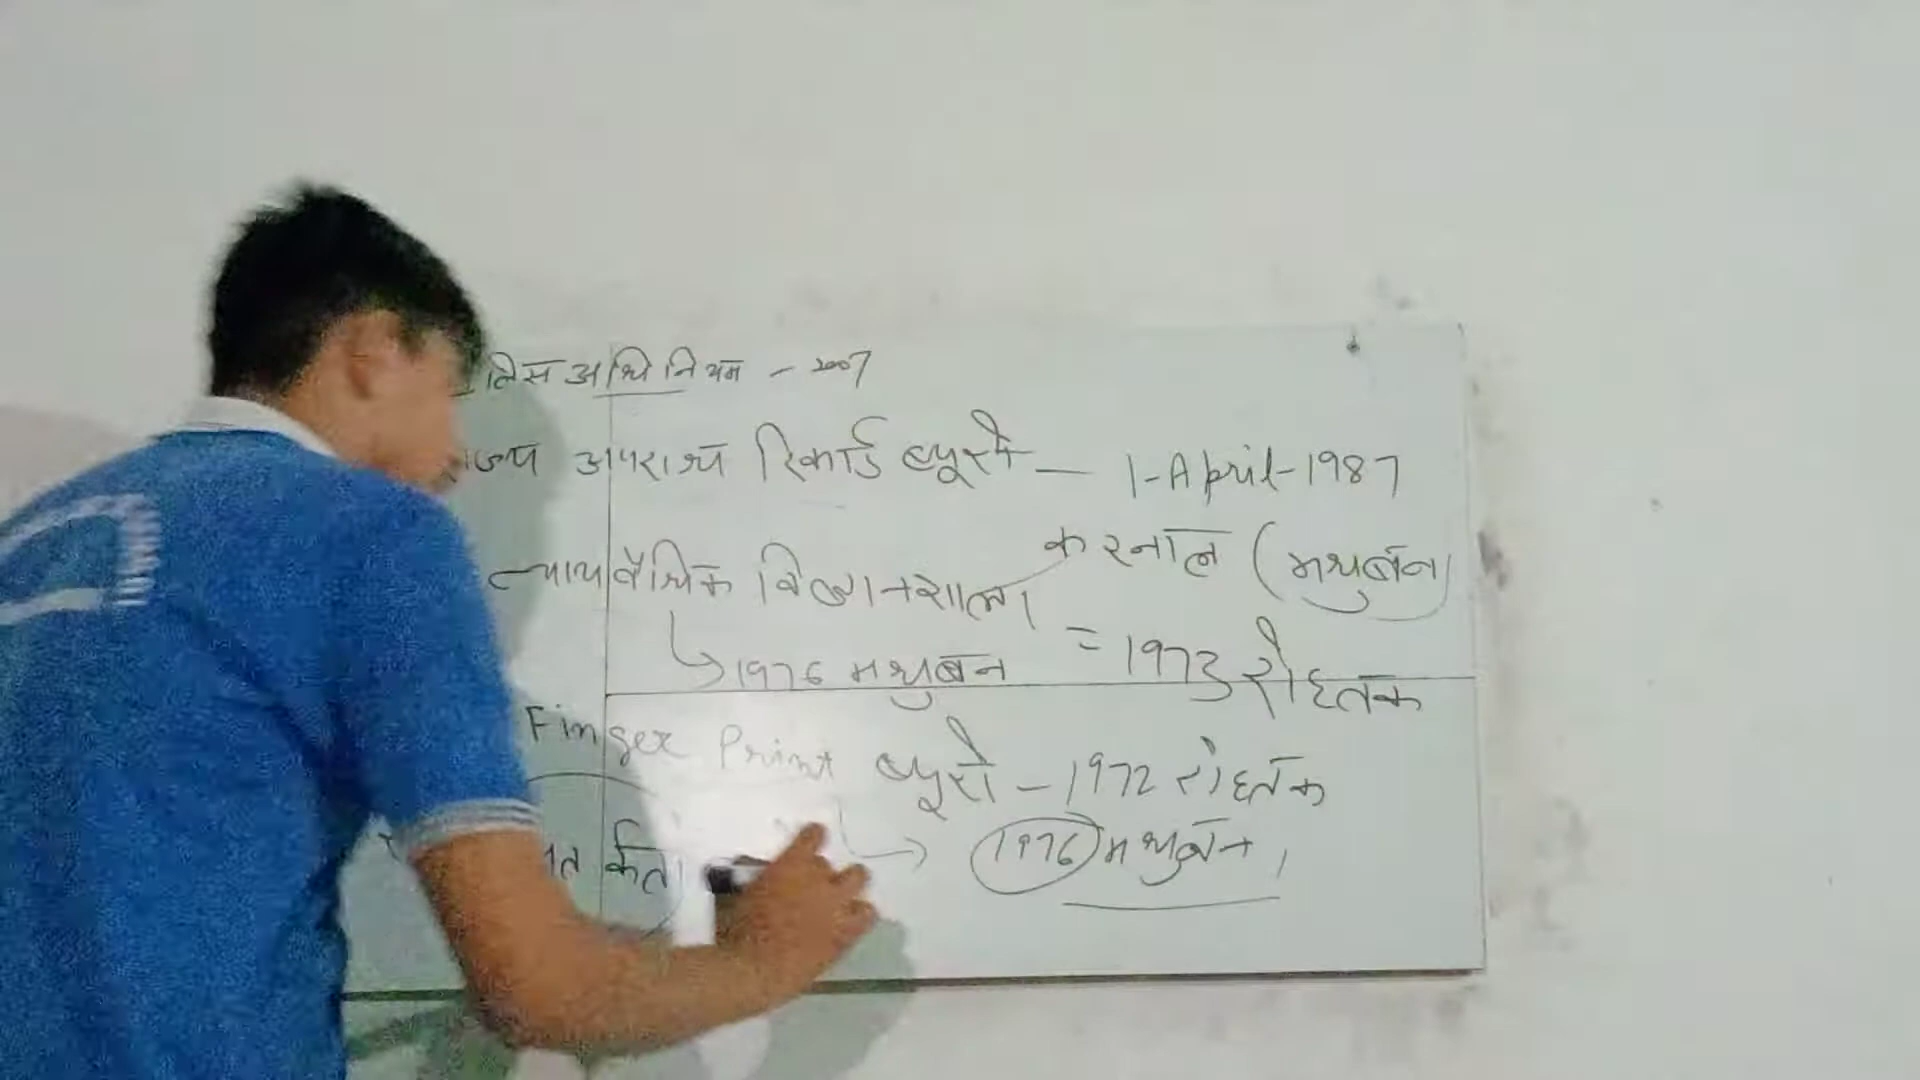 लिस अधिनियम - 2007
ज्य अपराध रिकार्ड ब्यूरो — 1-April-1987
करनाल (मधुबन)
न्यायवैधिक विज्ञानशाला = 1973 रोहतक
↳ 1976 मधुबन
Finger Print ब्यूरो - 1972 रोहतक
→ 1976 मधुबन